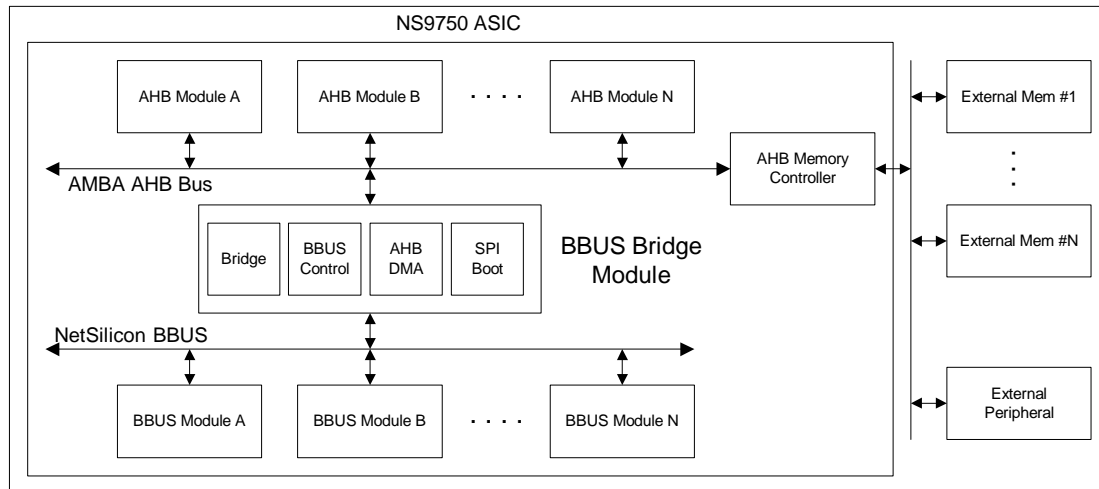 NS9750 ASIC
AHB Module A
AHB Module B
. . . .
AHB Module N
External Mem #1
AMBA AHB Bus
AHB Memory
Controller
External Mem #N
Bridge
BBUS
Control
AHB
DMA
SPI
Boot
BBUS Bridge
Module
NetSilicon BBUS
BBUS Module A
BBUS Module B
. . . .
BBUS Module N
External
Peripheral